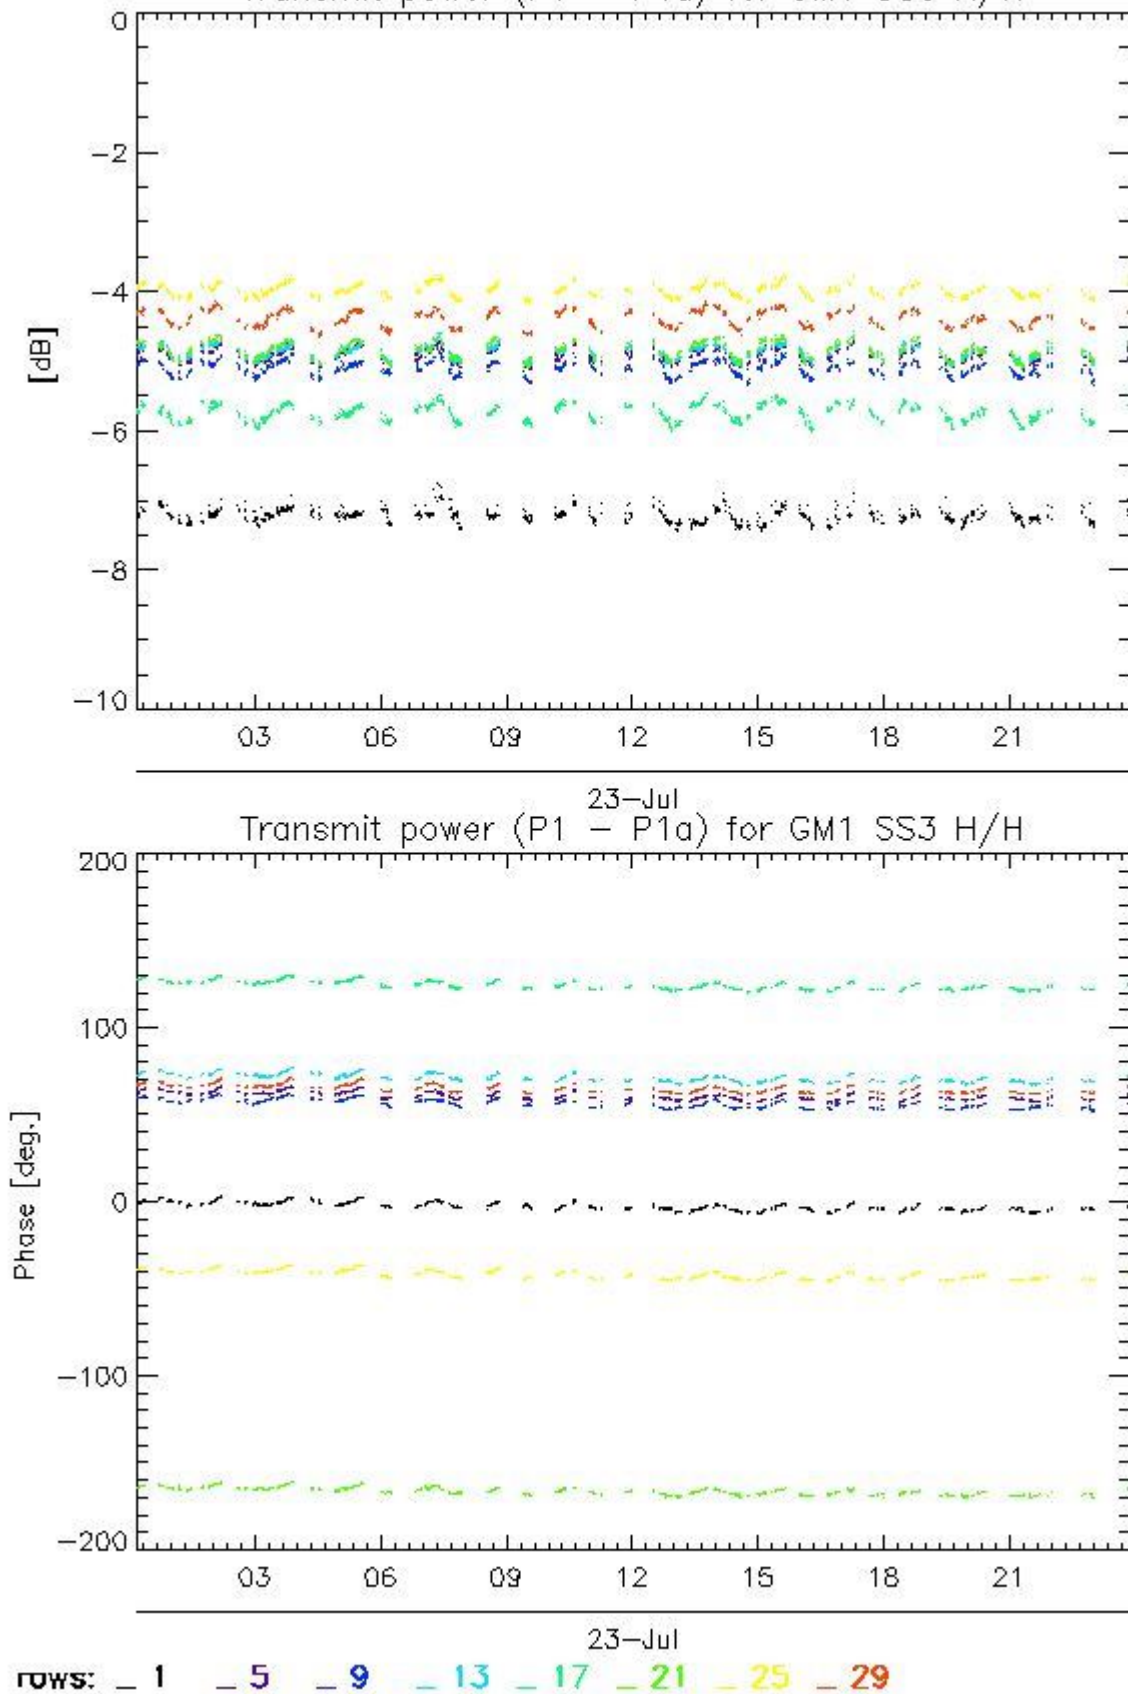 0
−2
−4
[dB]
−6
−8
−10
03 06 09 12 15 18 21
23−Jul
Transmit power (P1 − P1a) for GM1 SS3 H/H
200
100
0
Phase [deg.]
−100
−200
03 06 09 12 15 18 21
23−Jul
rows: _ 1 _ 5 _ 9 _ 13 _ 17 _ 21 _ 25 _ 29